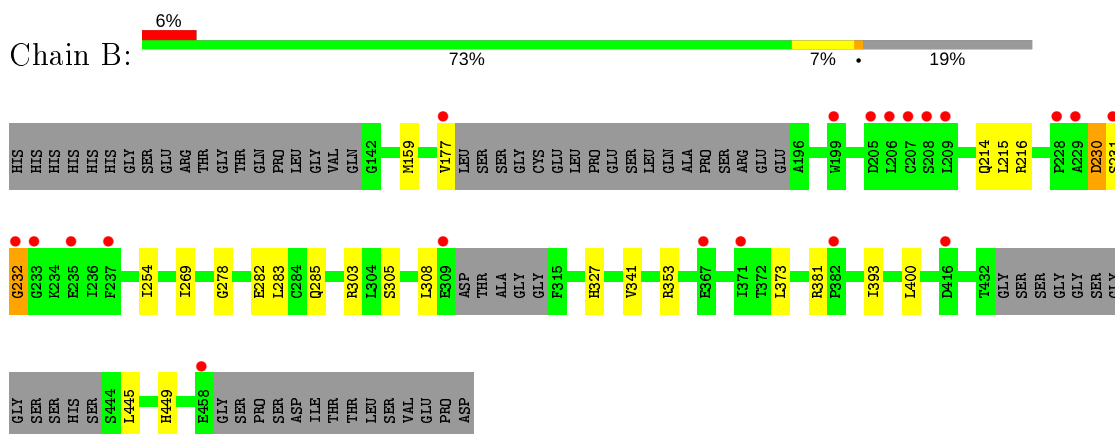 6%
Chain B:
73% 7% • 19%
HIS HIS HIS HIS HIS HIS HIS GLY SER GLU ARG THR GLY THR GLN PRO LEU GLY VAL GLN G142 M159 V177 LEU SER SER GLY CYS GLU LEU PRO GLU SER LEU GLN ALA PRO SER ARG GLU GLU A196 W199 D205 L206 C207 S208 L209 Q214 L215 R216 P228 A229 D230 S231
G232 G233 K234 E235 I236 F237 I254 I269 G278 E282 L283 C284 Q285 R303 L304 S305 L308 E309 ASP THR ALA GLY GLY F315 H327 V341 R353 E367 I371 T372 L373 R381 P382 I393 L400 D416 T432 GLY SER SER GLY GLY SER GLY
GLY SER SER HIS SER S444 L445 H449 E458 GLY SER PRO SER ASP ILE THR THR LEU SER VAL GLU PRO ASP